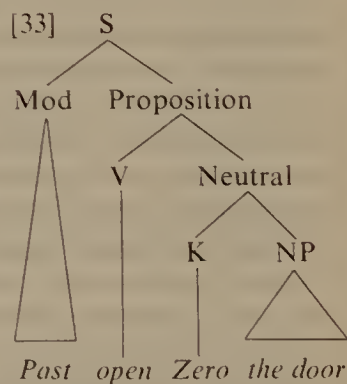 [33] S
Mod Proposition
V Neutral
K NP
Past open Zero the door